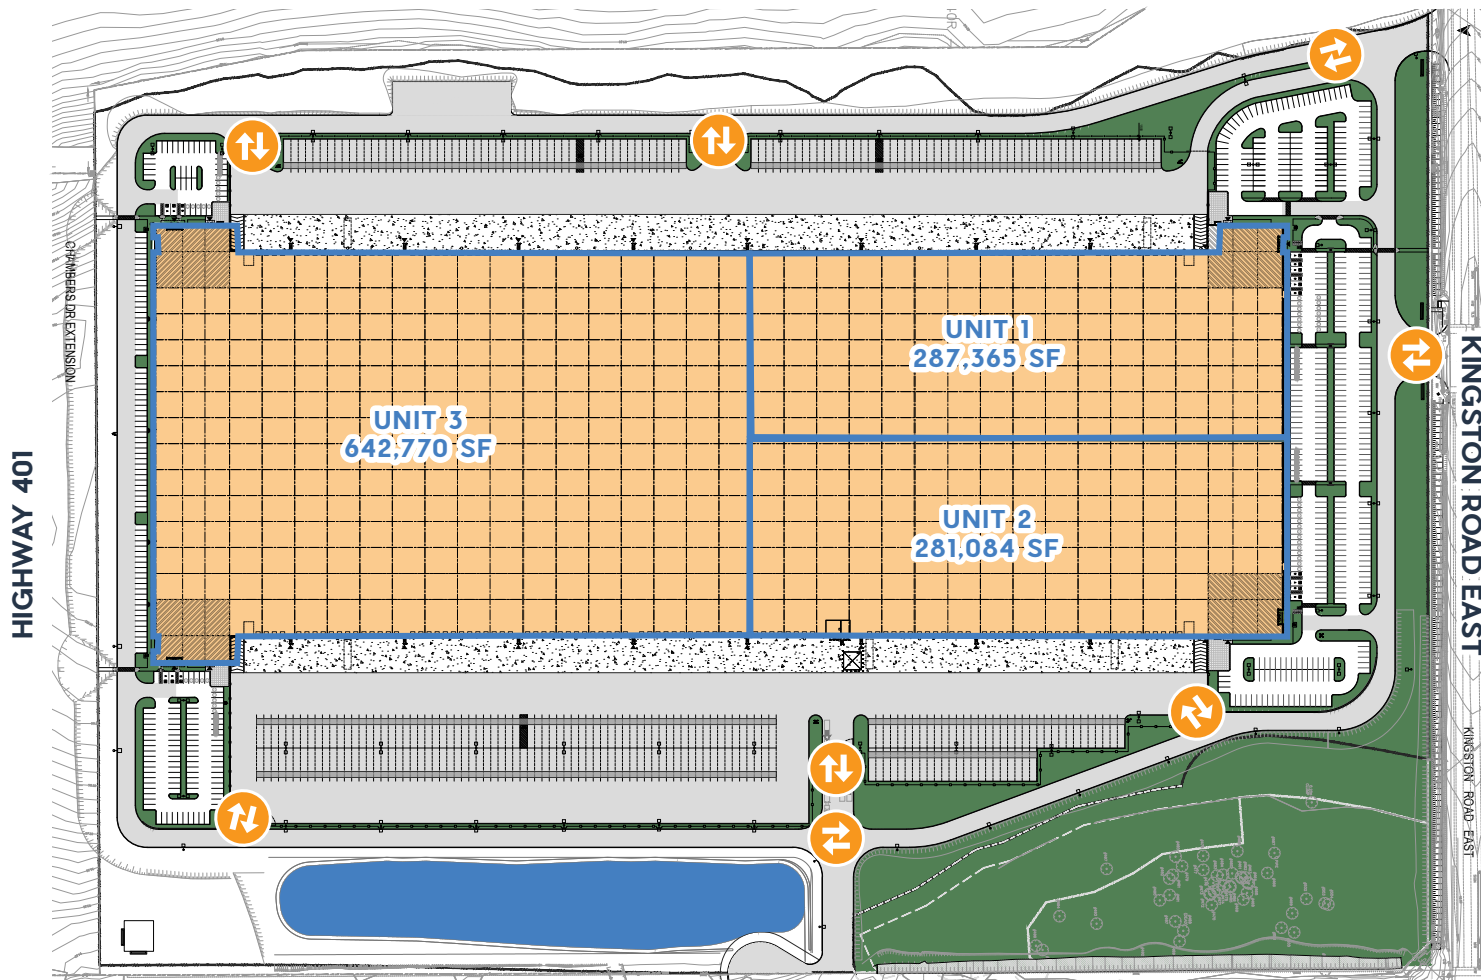 UNIT 1
287,365 SF
UNIT 3
642,770 SF
UNIT 2
281,084 SF
HIGHWAY 401
CHAMBERS DR EXTENSION
KINGSTON ROAD EAST
KINGSTON ROAD EAST